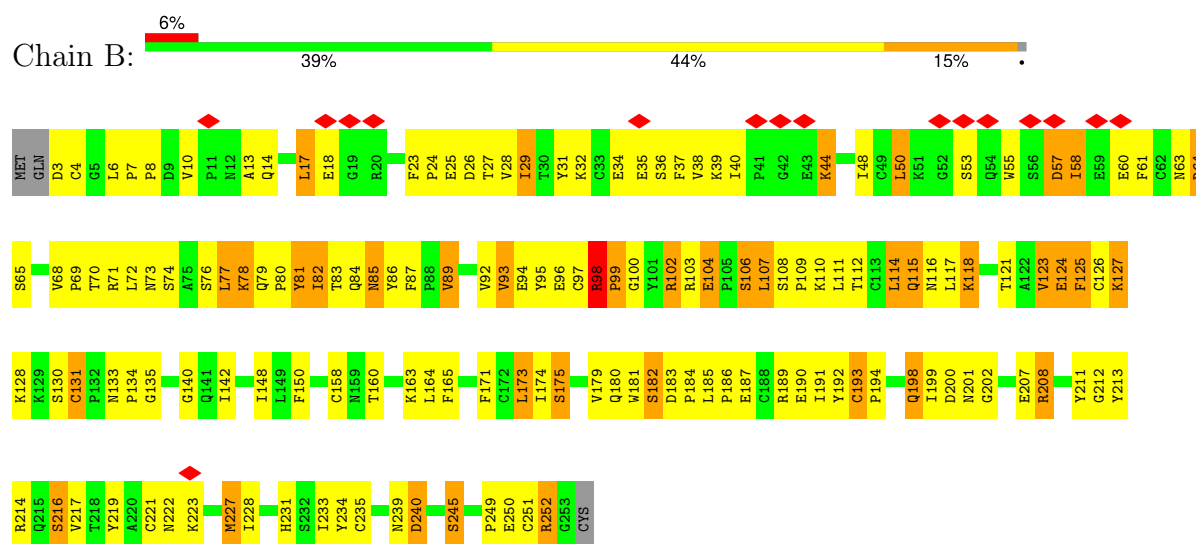 6%
Chain B:
39% 44% 15% •
MET GLN D3 C4 G5 L6 P7 P8 D9 V10 P11 N12 A13 Q14 L17 E18 G19 R20 F23 P24 E25 D26 T27 V28 I29 T30 Y31 K32 C33 E34 E35 S36 F37 V38 K39 I40 P41 G42 E43 K44 I48 C49 L50 K51 G52 S53 Q54 W55 S56 D57 I58 E59 E60 F61 C62 N63
S65 V68 P69 T70 R71 L72 N73 S74 A75 S76 L77 K78 Q79 P80 Y81 I82 T83 Q84 N85 Y86 F87 P88 V89 V92 V93 E94 Y95 E96 C97 R98 P99 G100 Y101 R102 R103 E104 P105 S106 L107 S108 P109 K110 L111 T112 C113 L114 Q115 N116 L117 K118 T121 A122 V123 E124 F125 C126 K127
K128 K129 S130 C131 P132 N133 P134 G135 G140 Q141 I142 I148 L149 F150 C158 N159 T160 K163 L164 F165 F171 C172 L173 I174 S175 V179 Q180 W181 S182 D183 P184 L185 P186 E187 C188 R189 E190 I191 Y192 C193 P194 Q198 I199 D200 N201 G202 E207 R208 Y211 G212 Y213
R214 Q215 S216 V217 T218 Y219 A220 C221 N222 K223 M227 I228 H231 S232 I233 Y234 C235 N239 D240 S245 P249 E250 C251 R252 G253 CYS